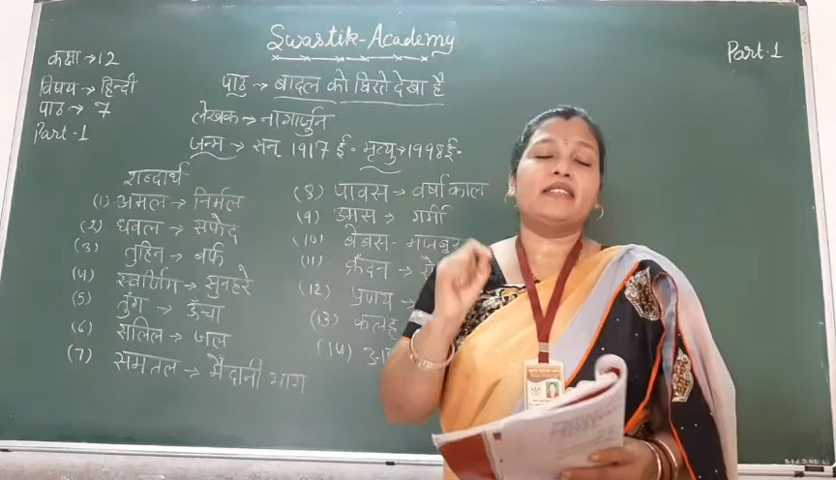 Swastik-Academy
Part-1
कक्षा → 12
विषय → हिन्दी
पाठ → 7
Part-1
पाठ → बादल को घिरते देखा है
लेखक → नागार्जुन
जन्म → सन् 1917 ई॰ मृत्यु → 1998 ई॰
शब्दार्थ
(1) अमल → निर्मल
(2) धवल → सफेद
(3) तुहिन → बर्फ
(4) स्वर्णिम → सुनहरे
(5) तुंग → ऊँचा
(6) सलिल → जल
(7) समतल → मैदानी भाग
(8) पावस → वर्षाकाल
(9) उमस → गर्मी
(10) बेबस - मजबूर
(11) क्रंदन →
(12) प्रणय →
(13) कलह
(14)